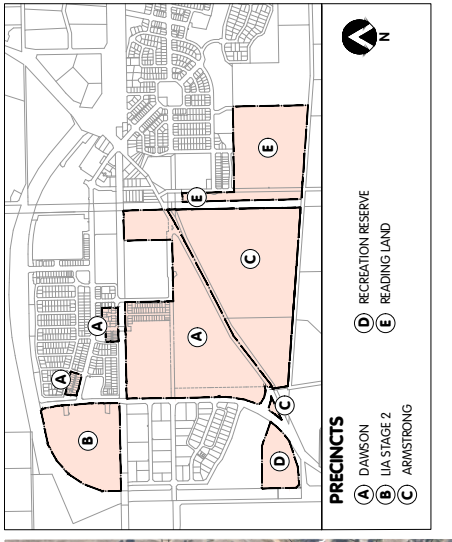 A
A
A
B
C
C
D
E
E
N
PRECINCTS
A DAWSON
B LIA STAGE 2
C ARMSTRONG
D RECREATION RESERVE
E READING LAND